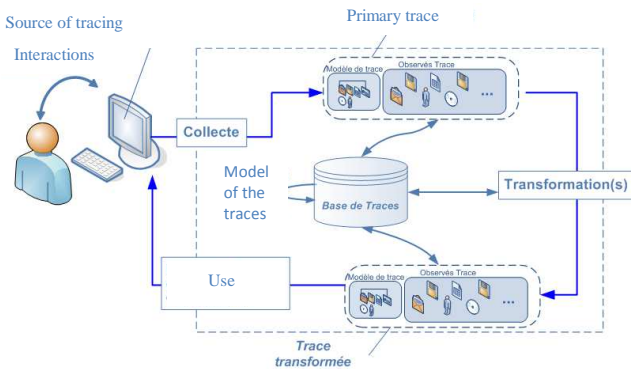 Source of tracing
Primary trace
Interactions
Modèle de trace
Observés Trace
...
Collecte
Model
of the
traces
Base de Traces
Transformation(s)
Use
Modèle de trace
Observés Trace
...
Trace
transformée